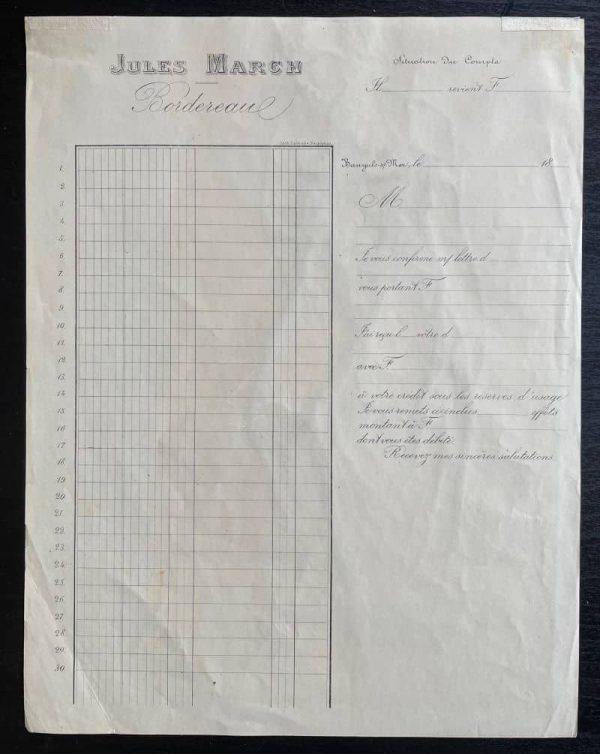 JULES MARCH
Bordereau
Situation Du Compte
Il revient F
1.
2.
3.
4.
5.
6.
7.
8.
9.
10.
11.
12.
13.
14.
15.
16.
17.
18.
19.
20.
21.
22.
23.
24.
25.
26.
27.
28.
29.
30.
Banyuls s/ Mer, le 18
M
Je vous confirme m/ lettre d
vous portant F
J'ai reçu l vôtre d
avec F.
à votre crédit sous les réserves d'usage
Je vous remets ci-inclus effets
montant à F
dont vous êtes débité.
Recevez mes sincères salutations